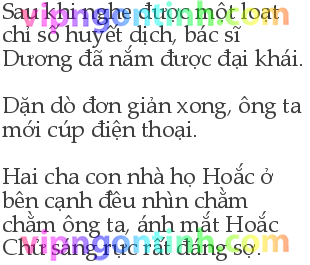 Sau khi nghe được một loạt
chỉ số huyết dịch, bác sĩ
Dương đã nắm được đại khái.
Dặn dò đơn giản xong, ông ta
mới cúp điện thoại.
Hai cha con nhà họ Hoắc ở
bên cạnh đều nhìn chằm
chằm ông ta, ánh mắt Hoắc
Chử sáng rực rất đáng sợ.
vipngontinh.com
vipngontinh.com